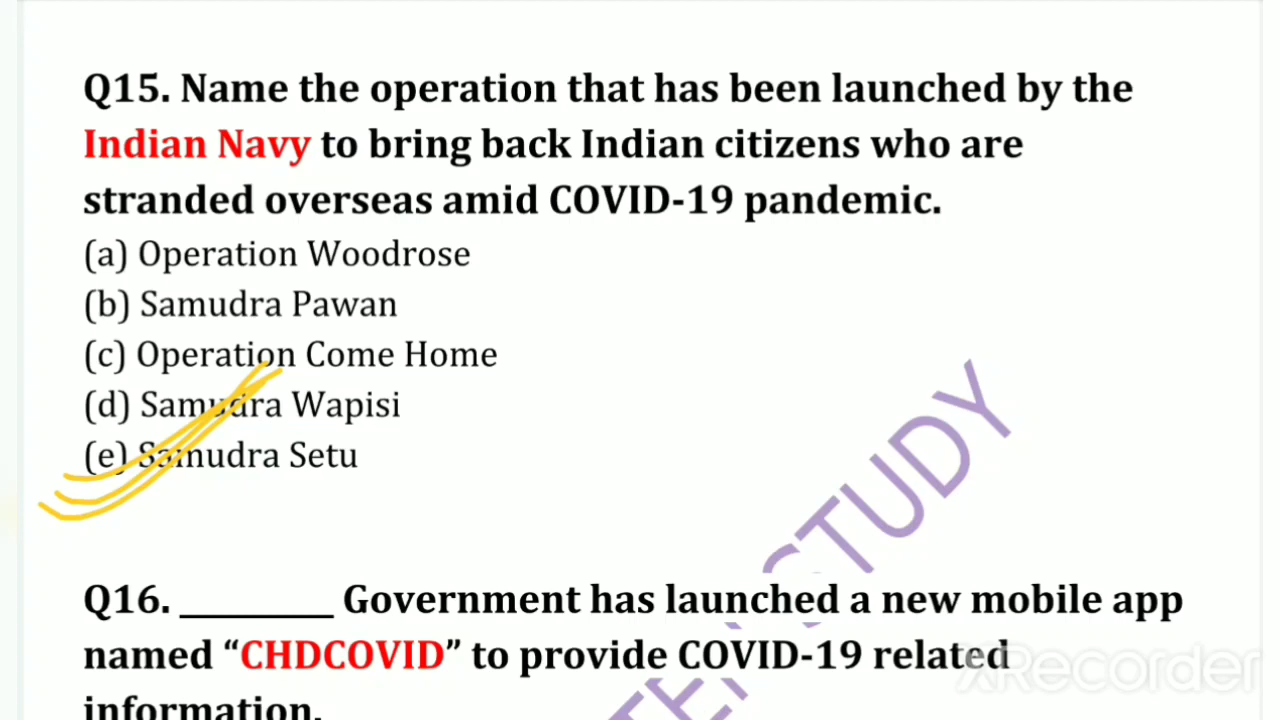 Q15. Name the operation that has been launched by the
Indian Navy to bring back Indian citizens who are
stranded overseas amid COVID-19 pandemic.
(a) Operation Woodrose
(b) Samudra Pawan
(c) Operation Come Home
(d) Samudra Wapisi
(e) Samudra Setu
STUDY
Q16. _________ Government has launched a new mobile app
named “CHDCOVID” to provide COVID-19 related
information.
XRecorder